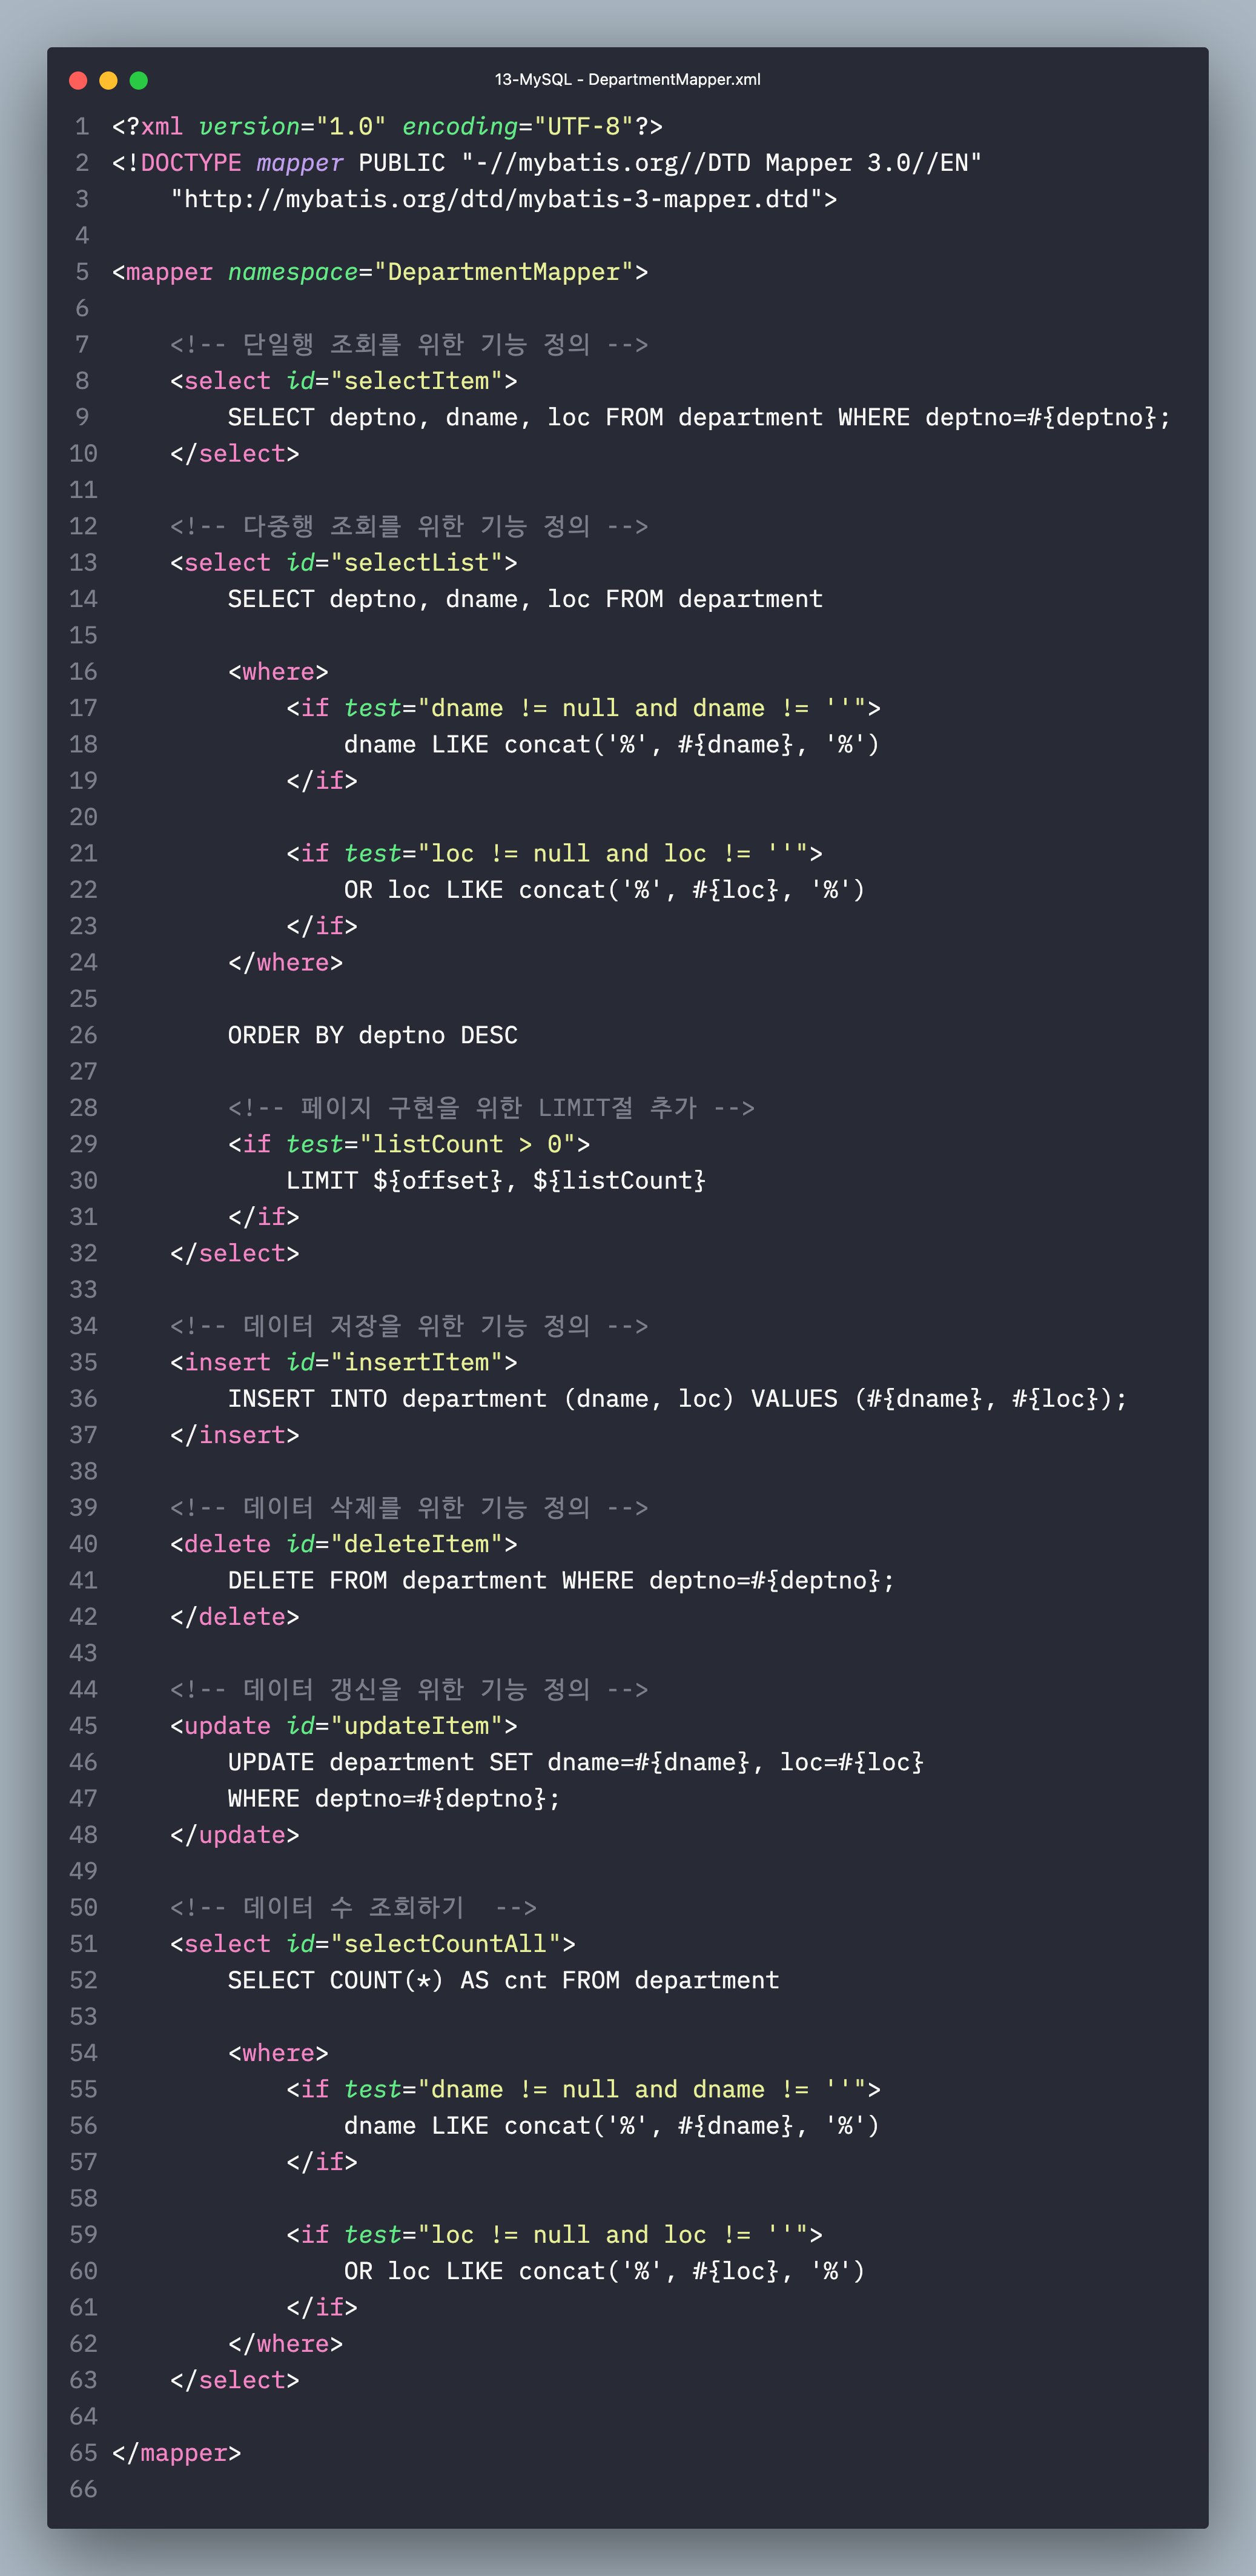 13-MySQL - DepartmentMapper.xml
1 <?xml version="1.0" encoding="UTF-8"?>
2 <!DOCTYPE mapper PUBLIC "-//mybatis.org//DTD Mapper 3.0//EN"
3     "http://mybatis.org/dtd/mybatis-3-mapper.dtd">
4
5 <mapper namespace="DepartmentMapper">
6
7     <!-- 단일행 조회를 위한 기능 정의 -->
8     <select id="selectItem">
9         SELECT deptno, dname, loc FROM department WHERE deptno=#{deptno};
10     </select>
11
12     <!-- 다중행 조회를 위한 기능 정의 -->
13     <select id="selectList">
14         SELECT deptno, dname, loc FROM department
15
16         <where>
17             <if test="dname != null and dname != ''">
18                 dname LIKE concat('%', #{dname}, '%')
19             </if>
20
21             <if test="loc != null and loc != ''">
22                 OR loc LIKE concat('%', #{loc}, '%')
23             </if>
24         </where>
25
26         ORDER BY deptno DESC
27
28         <!-- 페이지 구현을 위한 LIMIT절 추가 -->
29         <if test="listCount > 0">
30             LIMIT ${offset}, ${listCount}
31         </if>
32     </select>
33
34     <!-- 데이터 저장을 위한 기능 정의 -->
35     <insert id="insertItem">
36         INSERT INTO department (dname, loc) VALUES (#{dname}, #{loc});
37     </insert>
38
39     <!-- 데이터 삭제를 위한 기능 정의 -->
40     <delete id="deleteItem">
41         DELETE FROM department WHERE deptno=#{deptno};
42     </delete>
43
44     <!-- 데이터 갱신을 위한 기능 정의 -->
45     <update id="updateItem">
46         UPDATE department SET dname=#{dname}, loc=#{loc}
47         WHERE deptno=#{deptno};
48     </update>
49
50     <!-- 데이터 수 조회하기  -->
51     <select id="selectCountAll">
52         SELECT COUNT(*) AS cnt FROM department
53
54         <where>
55             <if test="dname != null and dname != ''">
56                 dname LIKE concat('%', #{dname}, '%')
57             </if>
58
59             <if test="loc != null and loc != ''">
60                 OR loc LIKE concat('%', #{loc}, '%')
61             </if>
62         </where>
63     </select>
64
65 </mapper>
66